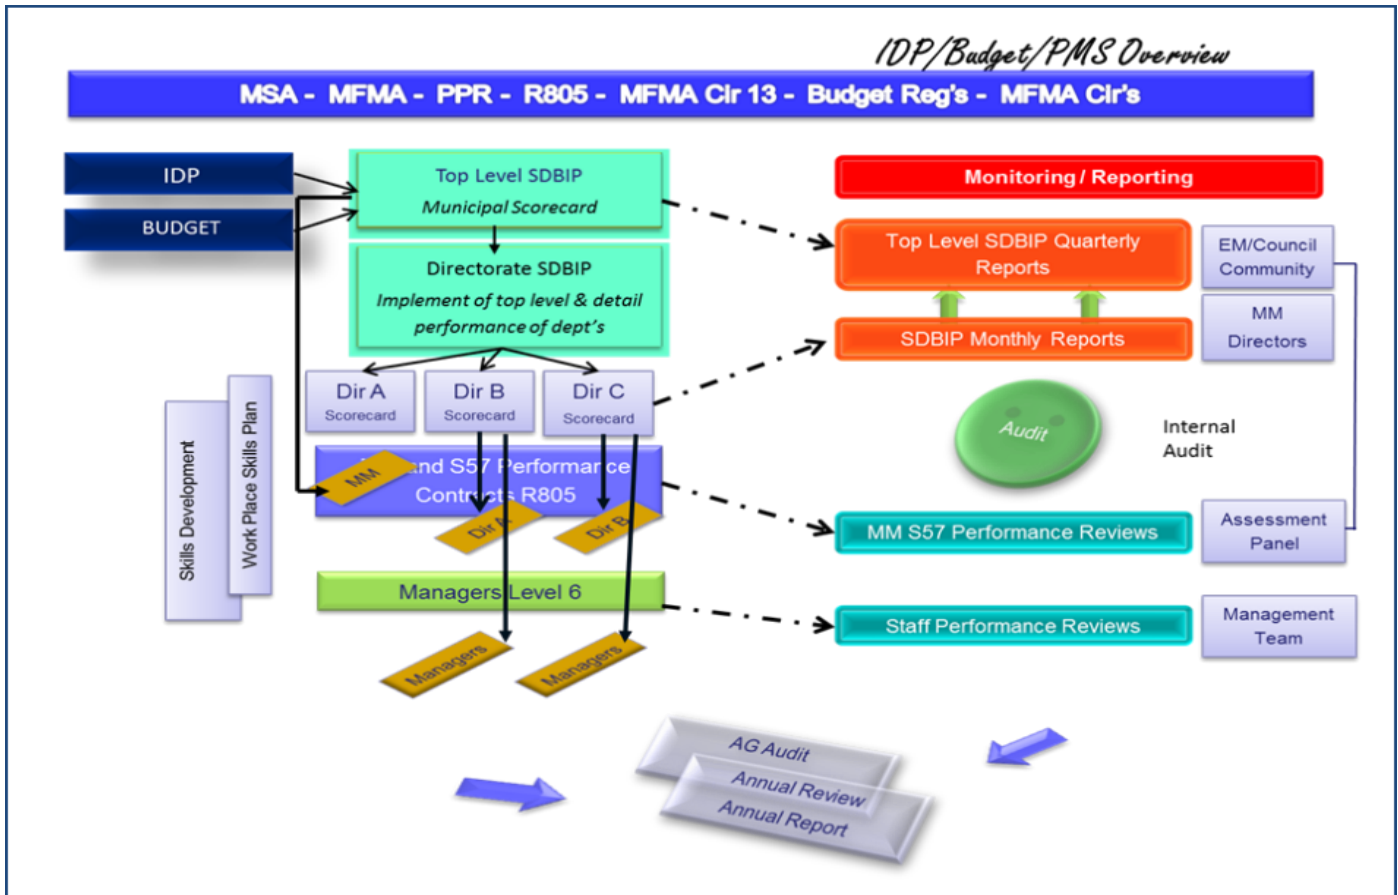 IDP/Budget/PMS Overview
MSA - MFMA - PPR - R805 - MFMA Cir 13 - Budget Reg's - MFMA Cir's
IDP
BUDGET
Top Level SDBIP
Municipal Scorecard
Directorate SDBIP
Implement of top level & detail
performance of dept's
Dir A
Scorecard
Dir B
Scorecard
Dir C
Scorecard
Skills Development
Work Place Skills Plan
and S57 Performance
Contracts R805
MM
Dir A
Dir B
Managers Level 6
Managers
Managers
Monitoring / Reporting
Top Level SDBIP Quarterly
Reports
EM/Council
Community
SDBIP Monthly Reports
MM
Directors
Audit
Internal
Audit
MM S57 Performance Reviews
Assessment
Panel
Staff Performance Reviews
Management
Team
AG Audit
Annual Review
Annual Report